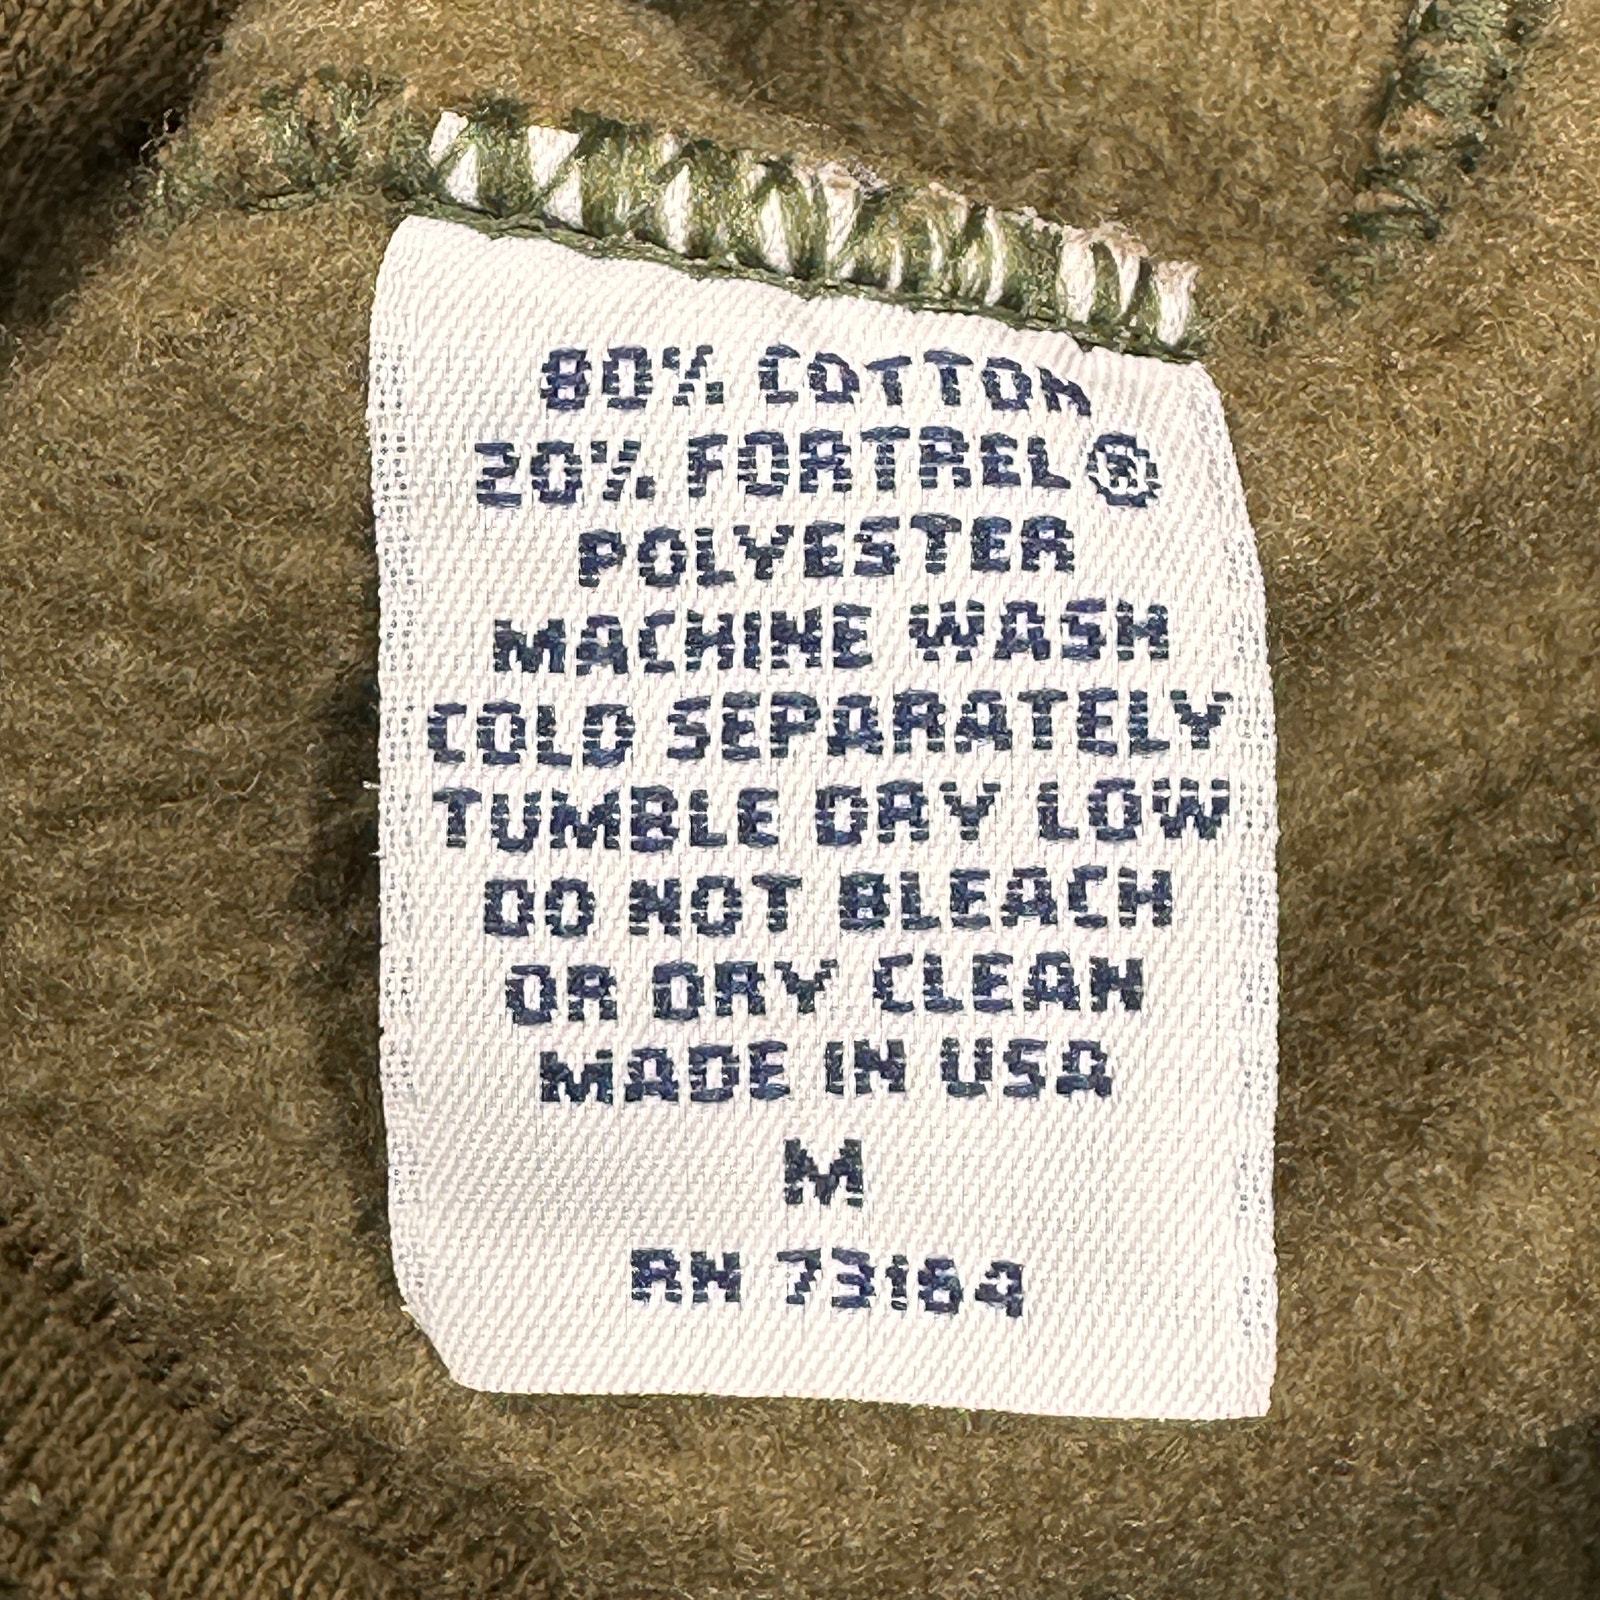 80% COTTON
20% FORTREL®
POLYESTER
MACHINE WASH
COLD SEPARATELY
TUMBLE DRY LOW
DO NOT BLEACH
OR DRY CLEAN
MADE IN USA
M
RN 73164